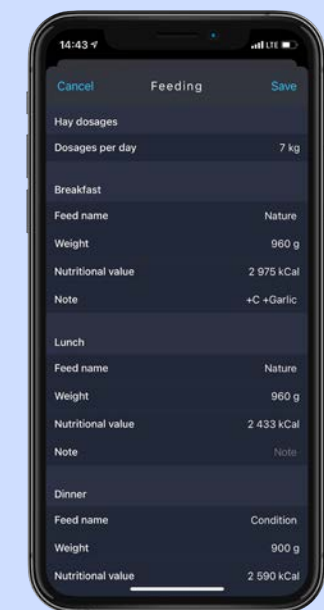 14:43 LTE
Cancel Feeding Save
Hay dosages
Dosages per day 7 kg
Breakfast
Feed name Nature
Weight 960 g
Nutritional value 2 975 kCal
Note +C +Garlic
Lunch
Feed name Nature
Weight 960 g
Nutritional value 2 433 kCal
Note Note
Dinner
Feed name Condition
Weight 900 g
Nutritional value 2 590 kCal